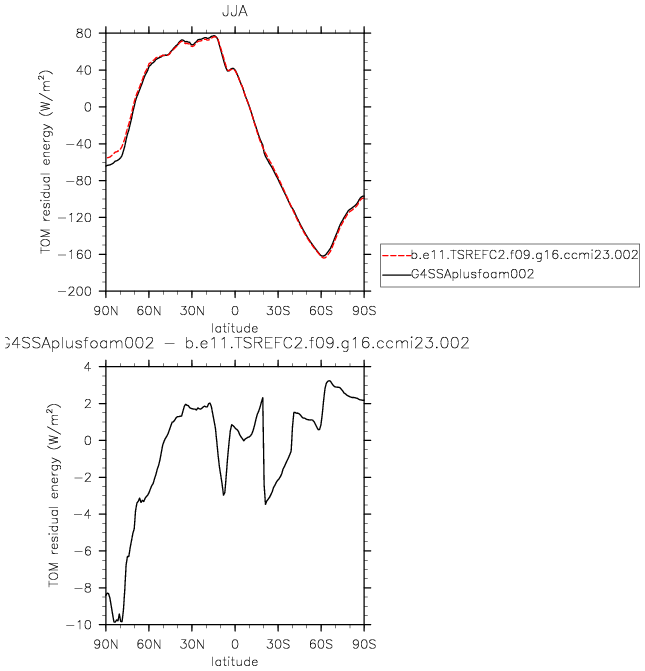 JJA
80
40
0
-40
-80
-120
-160
-200
TOM residual energy (W/m²)
90N 60N 30N 0 30S 60S 90S
latitude
b.e11.TSREFC2.f09.g16.ccmi23.002
G4SSAplusfoam002
G4SSAplusfoam002 - b.e11.TSREFC2.f09.g16.ccmi23.002
4
2
0
-2
-4
-6
-8
-10
TOM residual energy (W/m²)
90N 60N 30N 0 30S 60S 90S
latitude